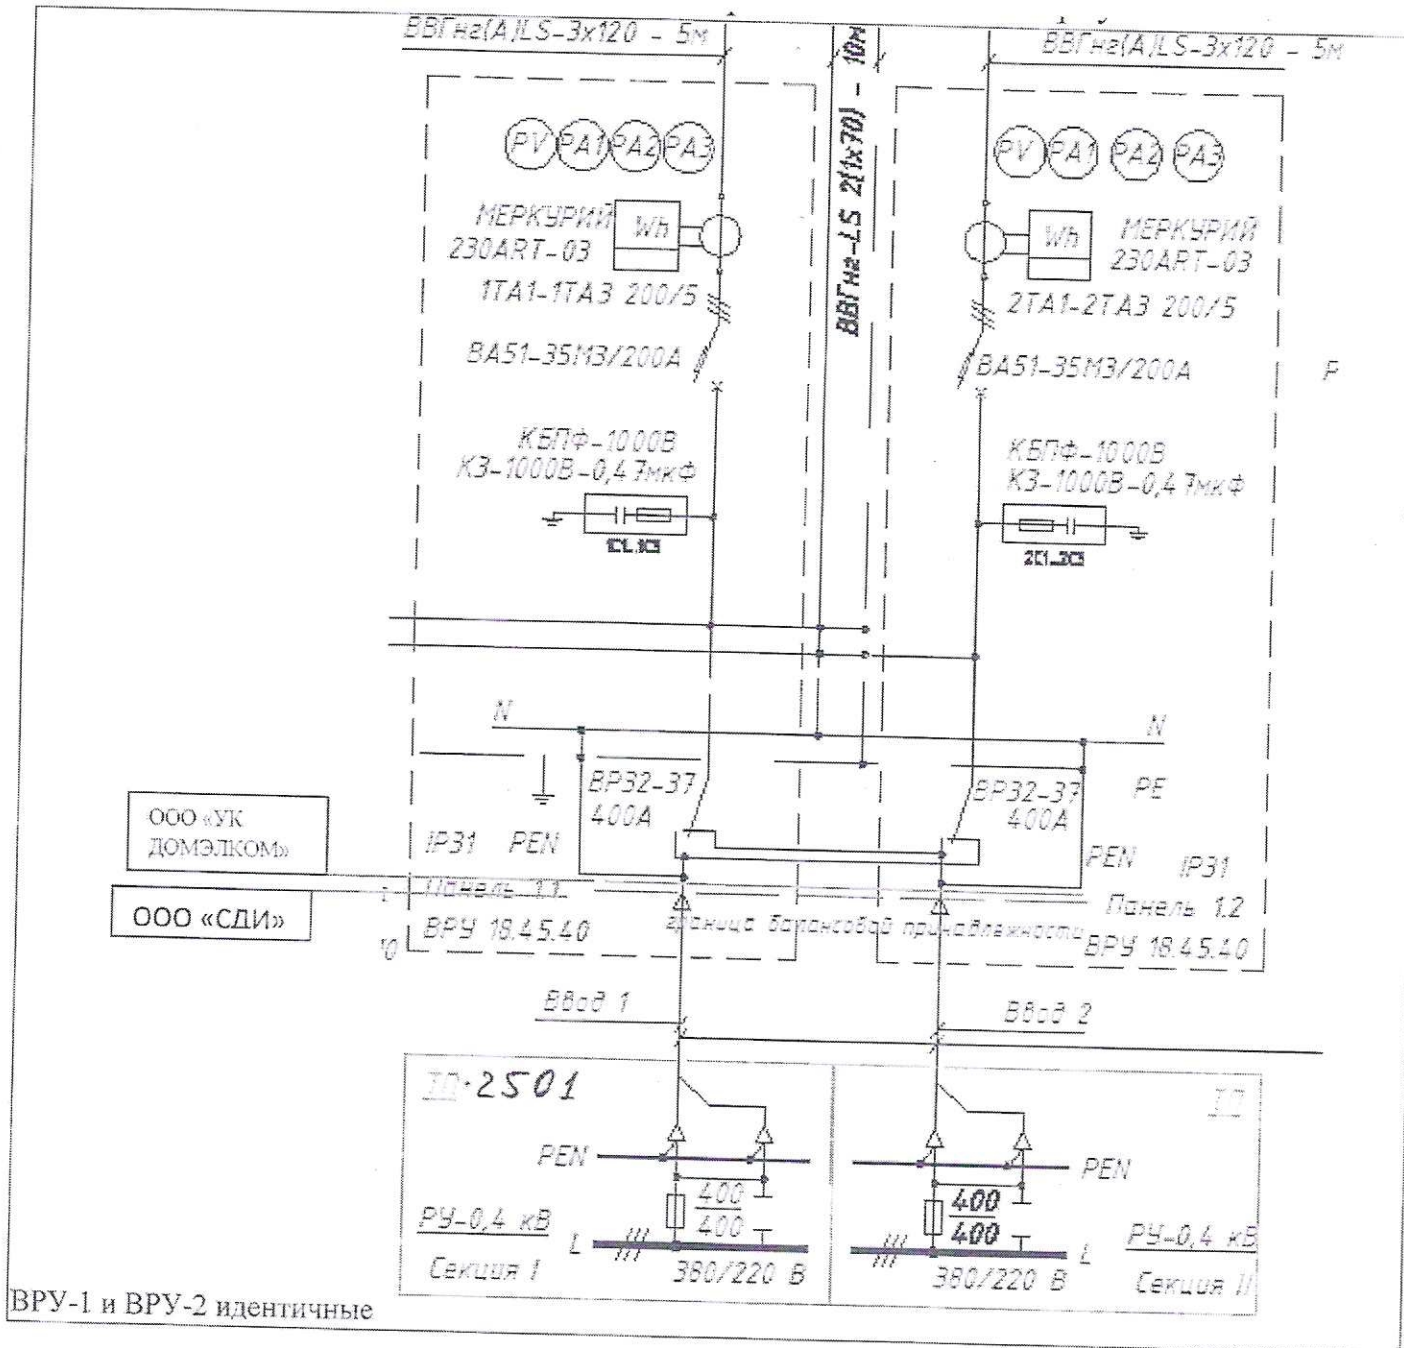 ВВГнг(А)LS-3х120 - 5м
ВВГнг-LS 2(1х70) - 10м
ВВГнг(А)LS-3х120 - 5м
PV PA1 PA2 PA3
PV PA1 PA2 PA3
МЕРКУРИЙ
230ART-03
Wh
Wh
МЕРКУРИЙ
230ART-03
1ТА1-1ТА3 200/5
2ТА1-2ТА3 200/5
ВА51-35М3/200А
ВА51-35М3/200А
Р
КБПФ-1000В
КЗ-1000В-0,47мкФ
КБПФ-1000В
КЗ-1000В-0,47мкФ
N
N
ВР32-37
400А
ВР32-37
400А
PE
ООО «УК
ДОМЭЛКОМ»
IP31 PEN
PEN IP31
ООО «СДИ»
Панель 1.1
Панель 1.2
ВРУ 18.45.40
граница балансовой принадлежности
ВРУ 18.45.40
Ввод 1
Ввод 2
ТП-2501
ТП
PEN
PEN
400
400
400
400
РУ-0,4 кВ
L
L
РУ-0,4 кВ
Секция I
380/220 В
380/220 В
Секция II
ВРУ-1 и ВРУ-2 идентичные